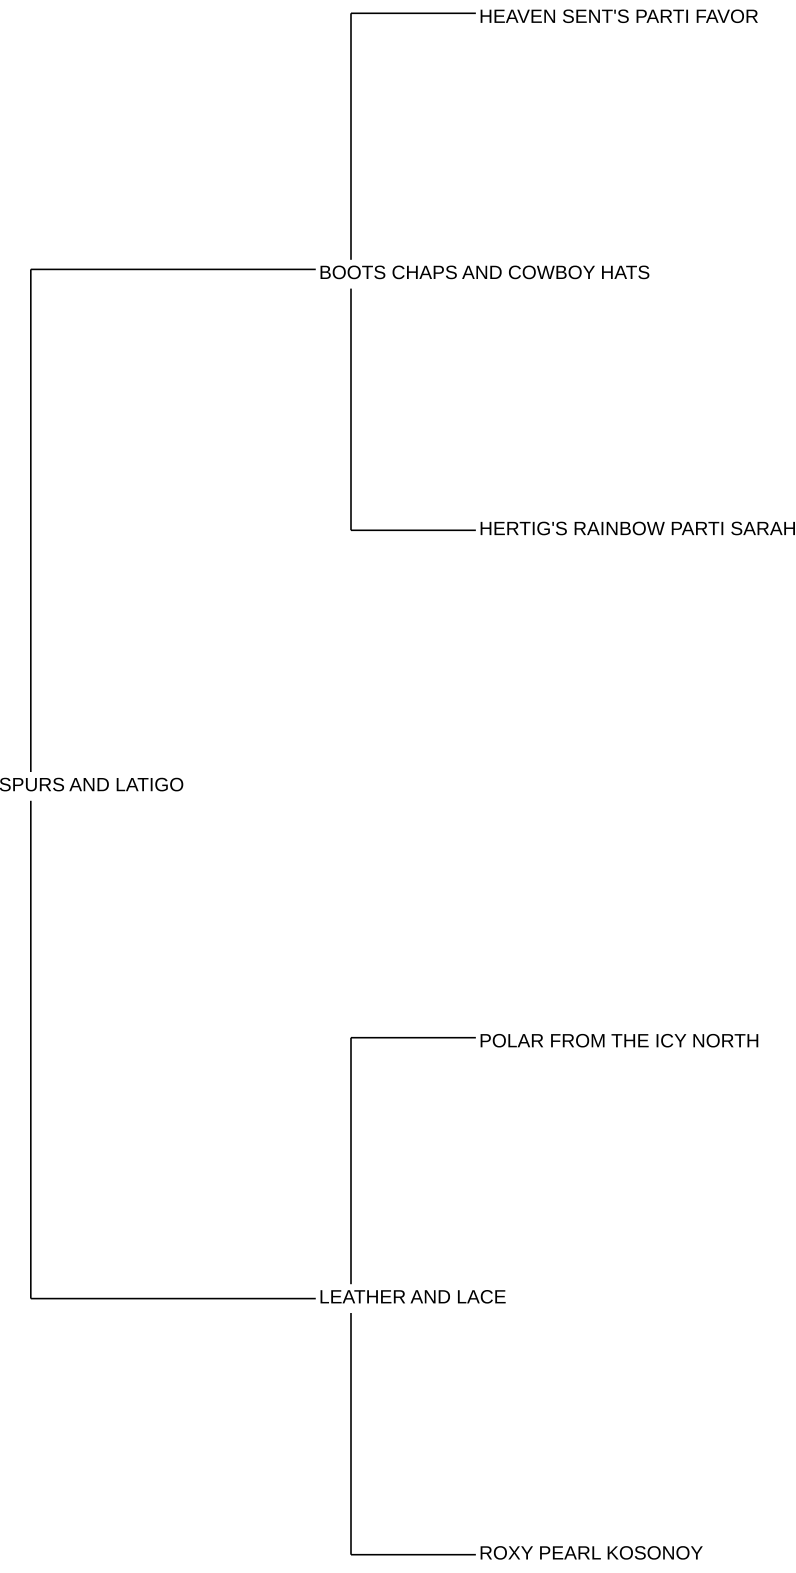 HEAVEN SENT'S PARTI FAVOR
BOOTS CHAPS AND COWBOY HATS
HERTIG'S RAINBOW PARTI SARAH
SPURS AND LATIGO
POLAR FROM THE ICY NORTH
LEATHER AND LACE
ROXY PEARL KOSONOY